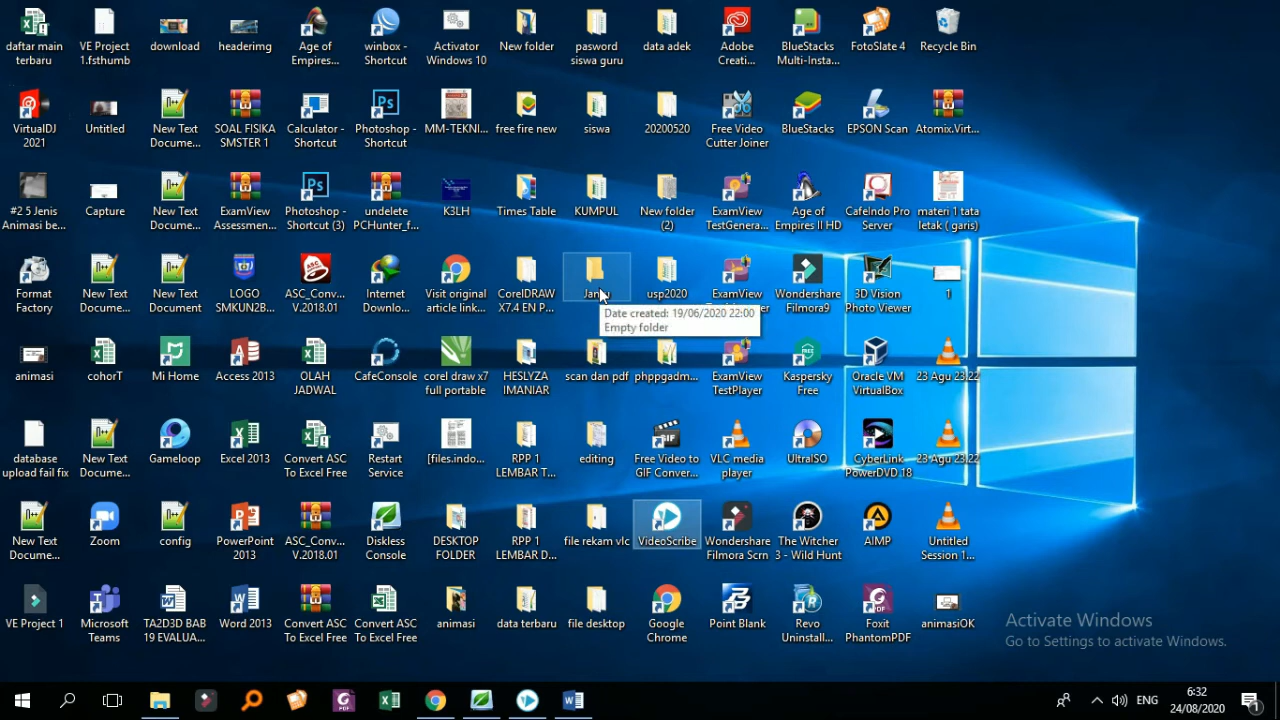 daftar main
terbaru
VE Project
1.fsthumb
download
headerimg
Age of
Empires...
winbox -
Shortcut
Activator
Windows 10
New folder
pasword
siswa guru
data adek
Adobe
Creati...
BlueStacks
Multi-Insta...
FotoSlate 4
Recycle Bin
VirtualDJ
2021
Untitled
New Text
Docume...
SOAL FISIKA
SMSTER 1
Calculator -
Shortcut
Photoshop -
Shortcut
MM-TEKNI...
free fire new
siswa
20200520
Free Video
Cutter Joiner
BlueStacks
EPSON Scan
Atomix.Virt...
#2 5 Jenis
Animasi be...
Capture
New Text
Docume...
ExamView
Assessmen...
Photoshop -
Shortcut (3)
undelete
PCHunter_f...
K3LH
Times Table
KUMPUL
New folder
(2)
ExamView
TestGenera...
Age of
Empires II HD
CafeIndo Pro
Server
materi 1 tata
letak ( garis)
Format
Factory
New Text
Docume...
New Text
Document
LOGO
SMKUN2B...
ASC_Conv...
V.2018.01
Internet
Downlo...
Visit original
article link...
CorelDRAW
X7.4 EN P...
usp2020
ExamView
Wondershare
Filmora9
3D Vision
Photo Viewer
1
Date created: 19/06/2020 22:00
Empty folder
animasi
cohorT
Mi Home
Access 2013
OLAH
JADWAL
CafeConsole
corel draw x7
full portable
HESLYZA
IMANIAR
scan dan pdf
phppgadm...
ExamView
TestPlayer
Kaspersky
Free
Oracle VM
VirtualBox
23 Agu 23.22
database
upload fail fix
New Text
Docume...
Gameloop
Excel 2013
Convert ASC
To Excel Free
Restart
Service
[files.indo...
RPP 1
LEMBAR T...
editing
Free Video to
GIF Conver...
VLC media
player
UltraISO
CyberLink
PowerDVD 18
23 Agu 23.22
New Text
Docume...
Zoom
config
PowerPoint
2013
ASC_Conv...
V.2018.01
Diskless
Console
DESKTOP
FOLDER
RPP 1
LEMBAR D...
file rekam vlc
VideoScribe
Wondershare
Filmora Scrn
The Witcher
3 - Wild Hunt
AIMP
Untitled
Session 1...
VE Project 1
Microsoft
Teams
TA2D3D BAB
19 EVALUA...
Word 2013
Convert ASC
To Excel Free
Convert ASC
To Excel Free
animasi
data terbaru
file desktop
Google
Chrome
Point Blank
Revo
Uninstall...
Foxit
PhantomPDF
animasiOK
Activate Windows
Go to Settings to activate Windows.
ENG
6:32
24/08/2020